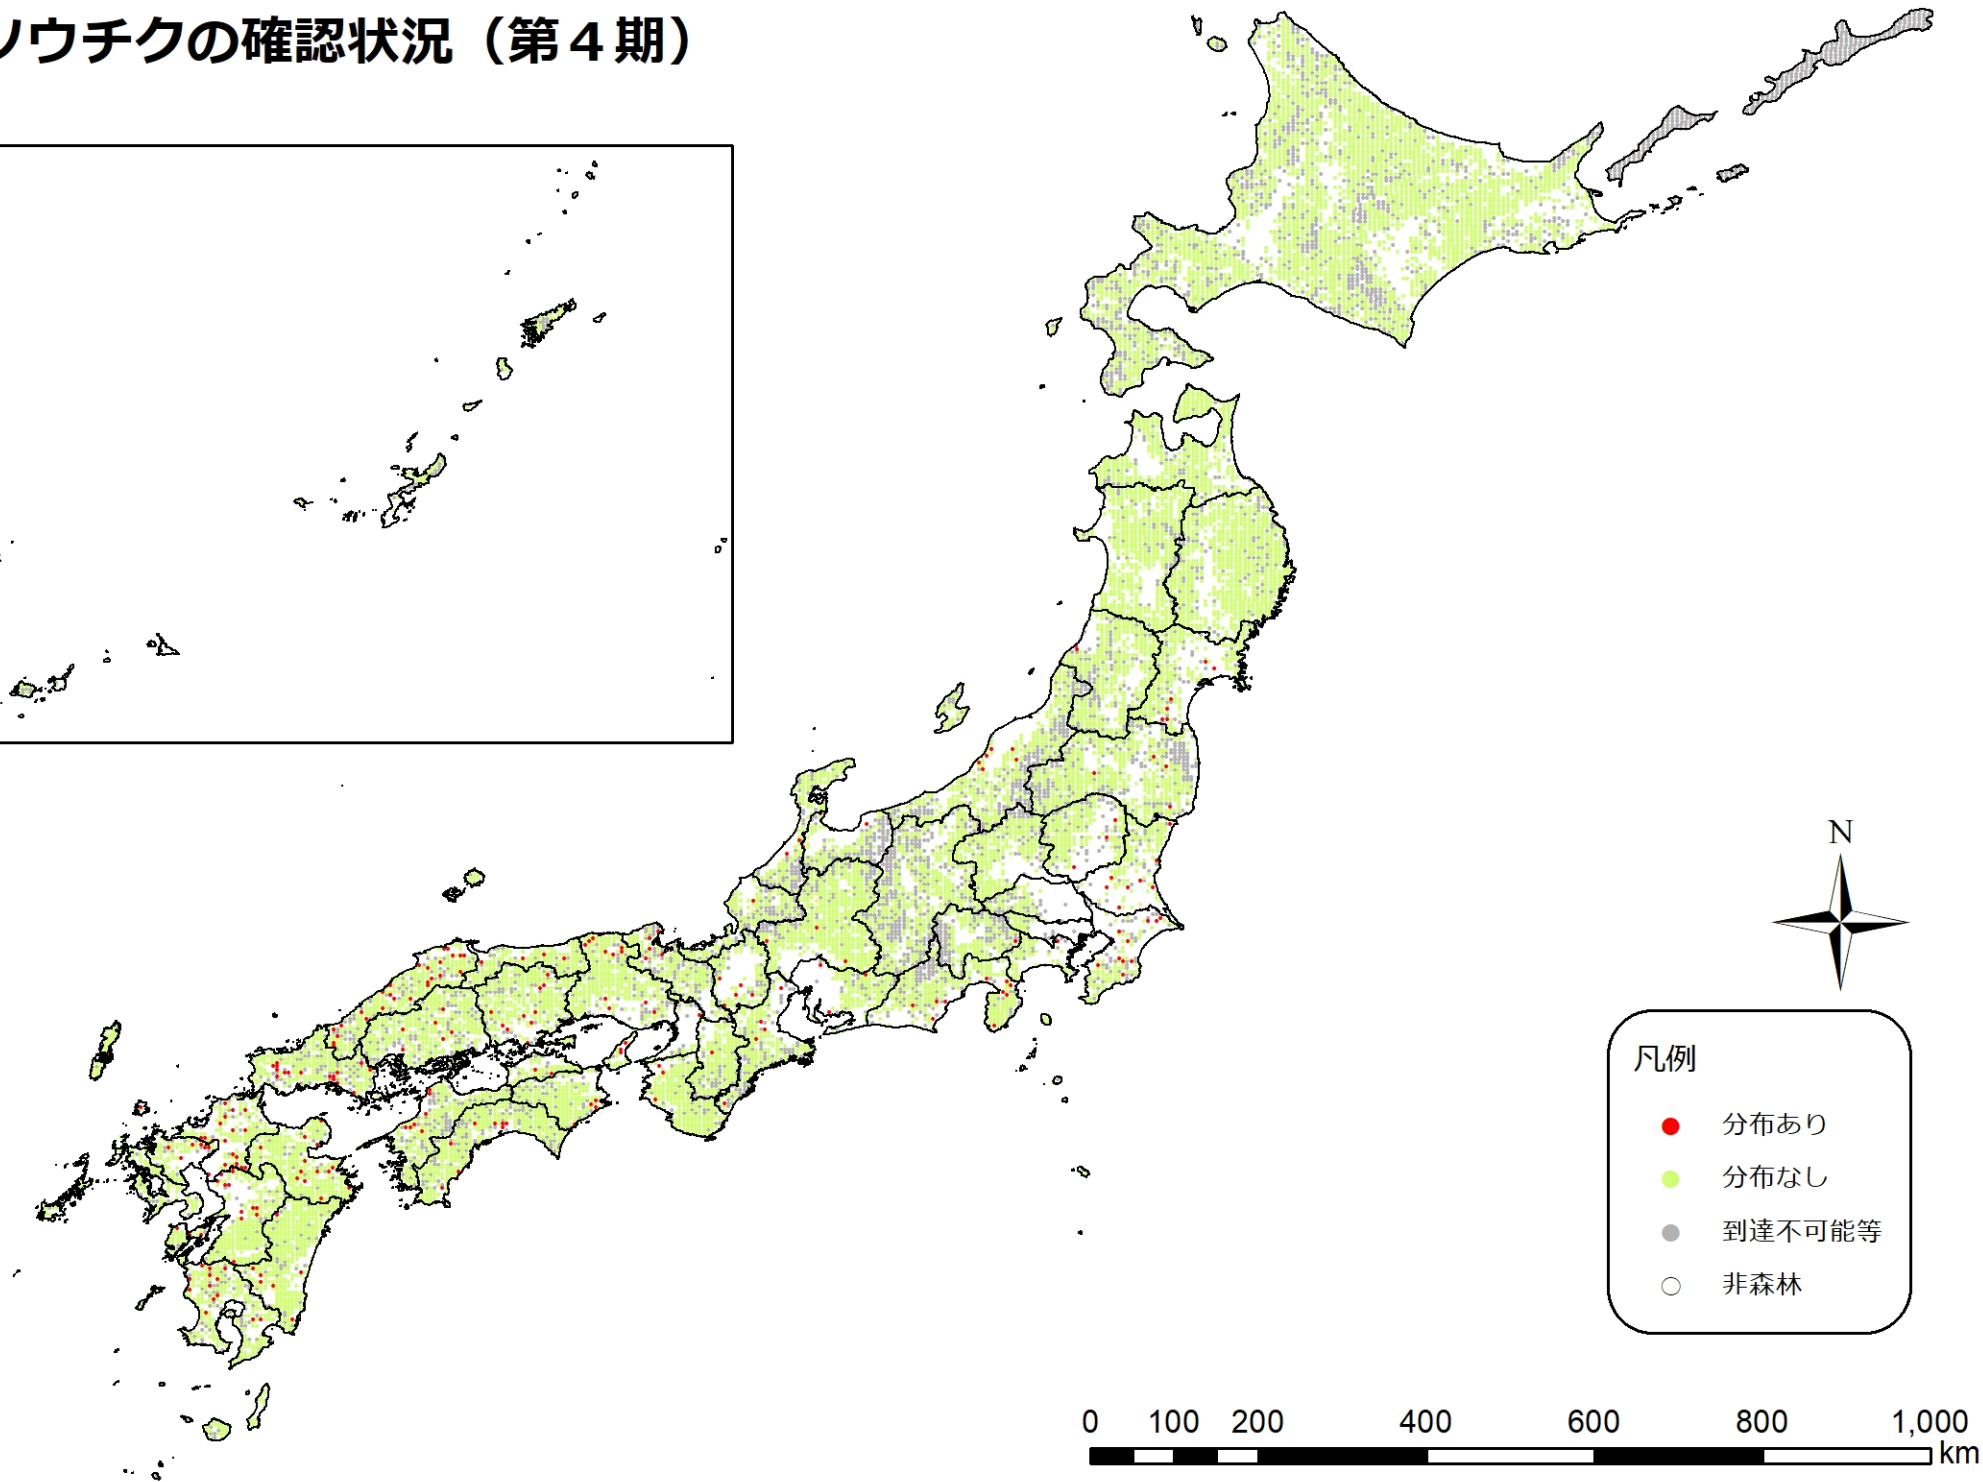 ソウチクの確認状況（第４期）
N
凡例
分布あり
分布なし
到達不可能等
非森林
0 100 200 400 600 800 1,000
km